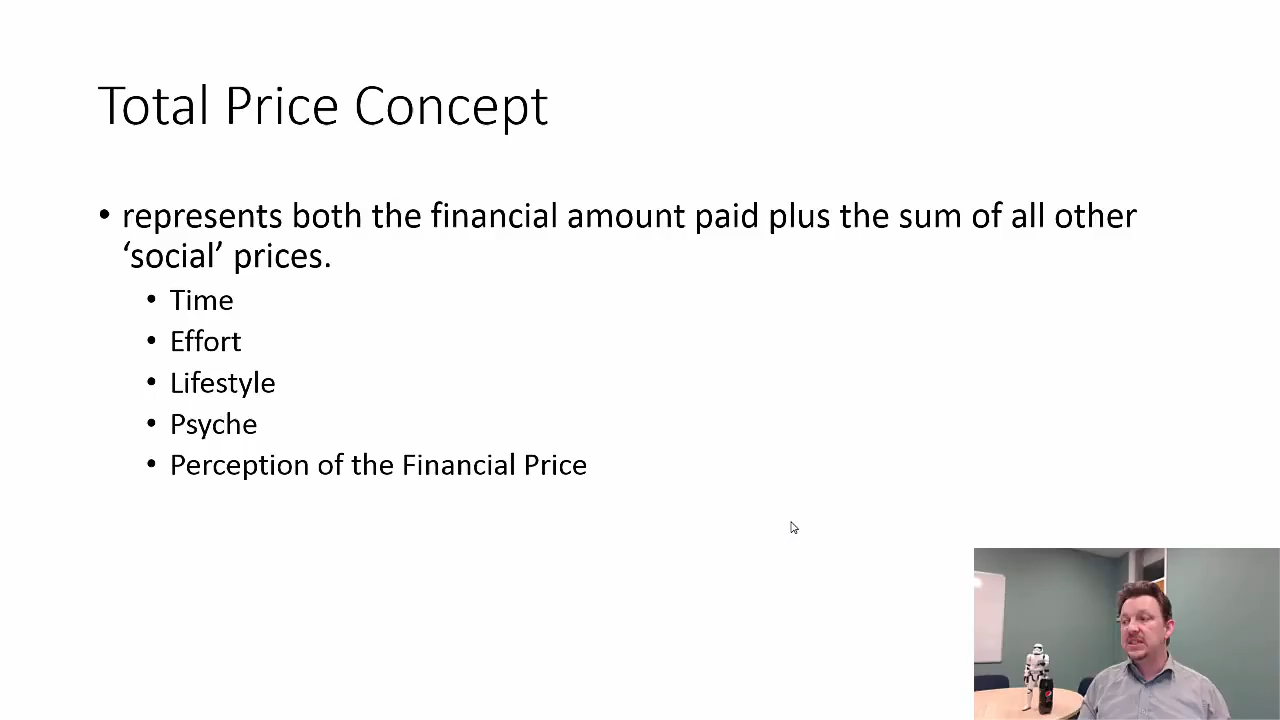 Total Price Concept
• represents both the financial amount paid plus the sum of all other
‘social’ prices.
• Time
• Effort
• Lifestyle
• Psyche
• Perception of the Financial Price